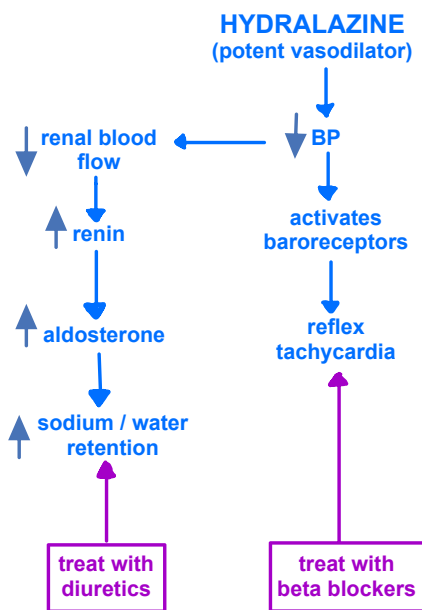 HYDRALAZINE
(potent vasodilator)
BP
renal blood
flow
renin
aldosterone
sodium / water
retention
activates
baroreceptors
reflex
tachycardia
treat with
diuretics
treat with
beta blockers